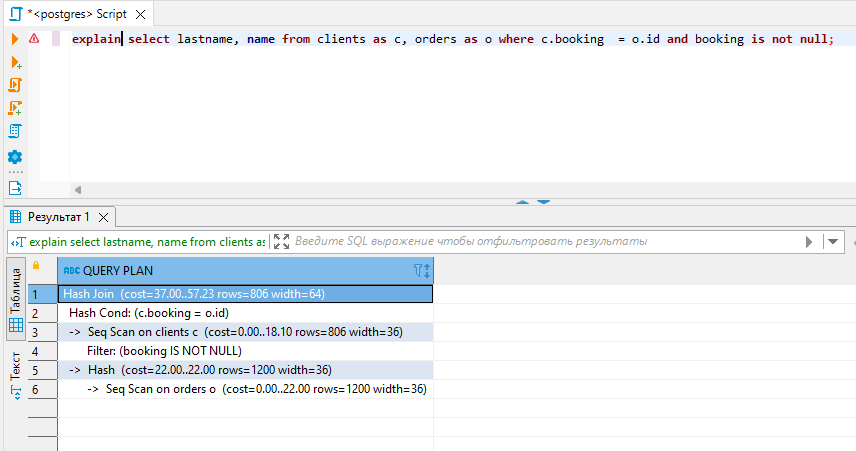 *<postgres> Script
explain select lastname, name from clients as c, orders as o where c.booking  = o.id and booking is not null;
Результат 1
explain select lastname, name from clients as
Введите SQL выражение чтобы отфильтровать результаты
Таблица
Текст
ABC QUERY PLAN
1 Hash Join  (cost=37.00..57.23 rows=806 width=64)
2 Hash Cond: (c.booking = o.id)
3 ->  Seq Scan on clients c  (cost=0.00..18.10 rows=806 width=36)
4 Filter: (booking IS NOT NULL)
5 ->  Hash  (cost=22.00..22.00 rows=1200 width=36)
6 ->  Seq Scan on orders o  (cost=0.00..22.00 rows=1200 width=36)